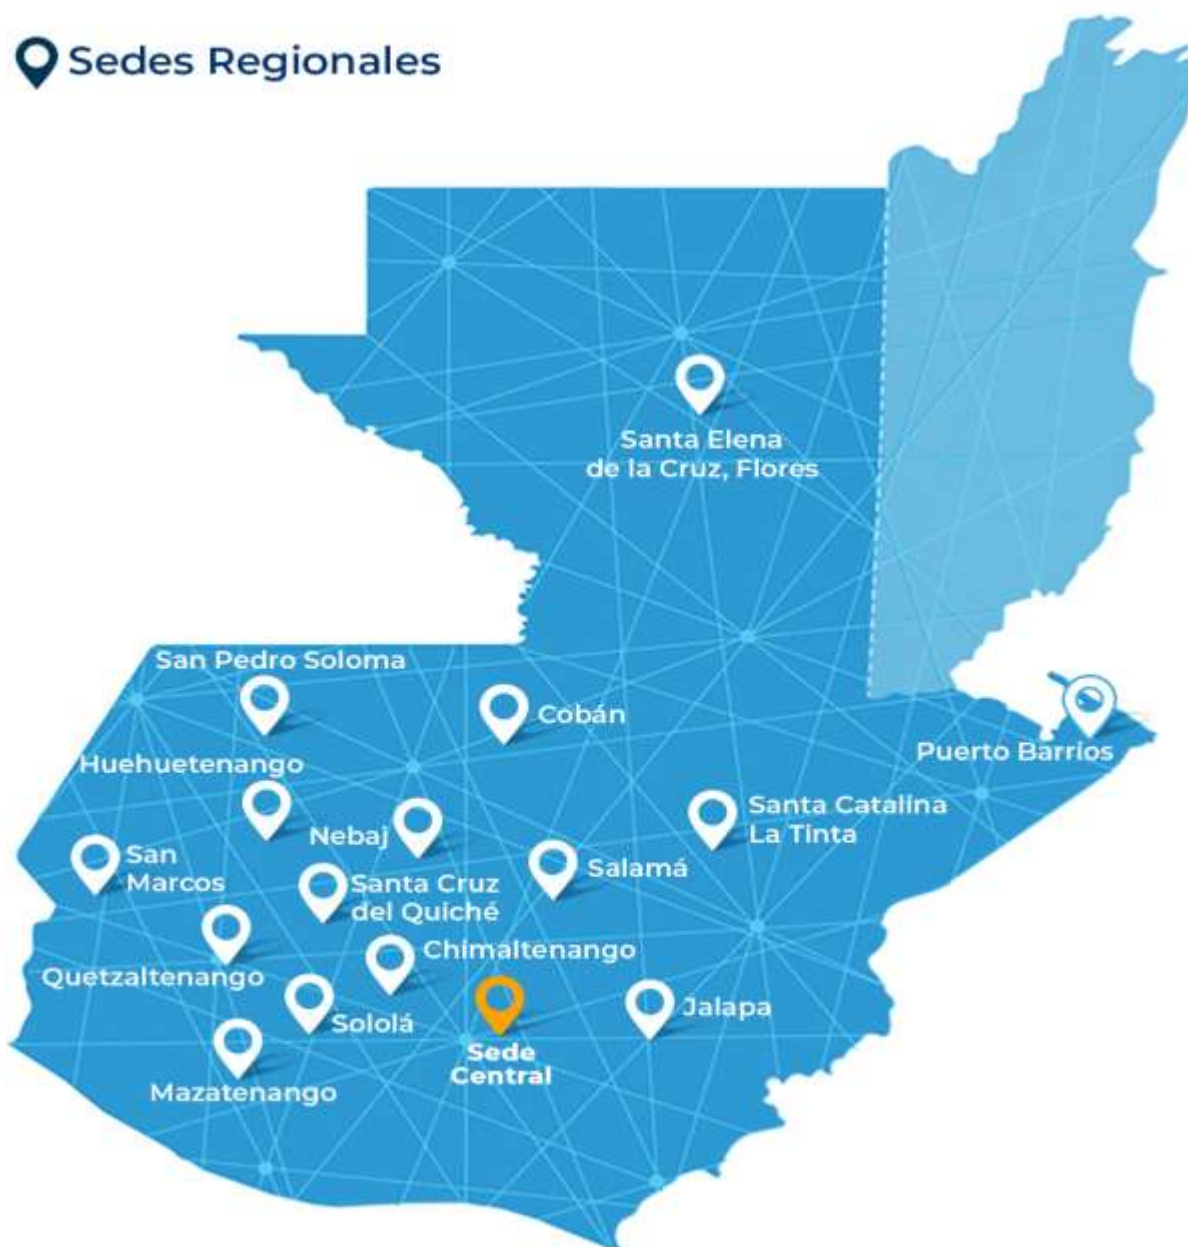 Sedes Regionales
Santa Elena
de la Cruz, Flores
San Pedro Soloma
Cobán
Puerto Barrios
Huehuetenango
Nebaj
Santa Catalina
La Tinta
San
Marcos
Salamá
Santa Cruz
del Quiché
Chimaltenango
Quetzaltenango
Sololá
Jalapa
Sede
Central
Mazatenango